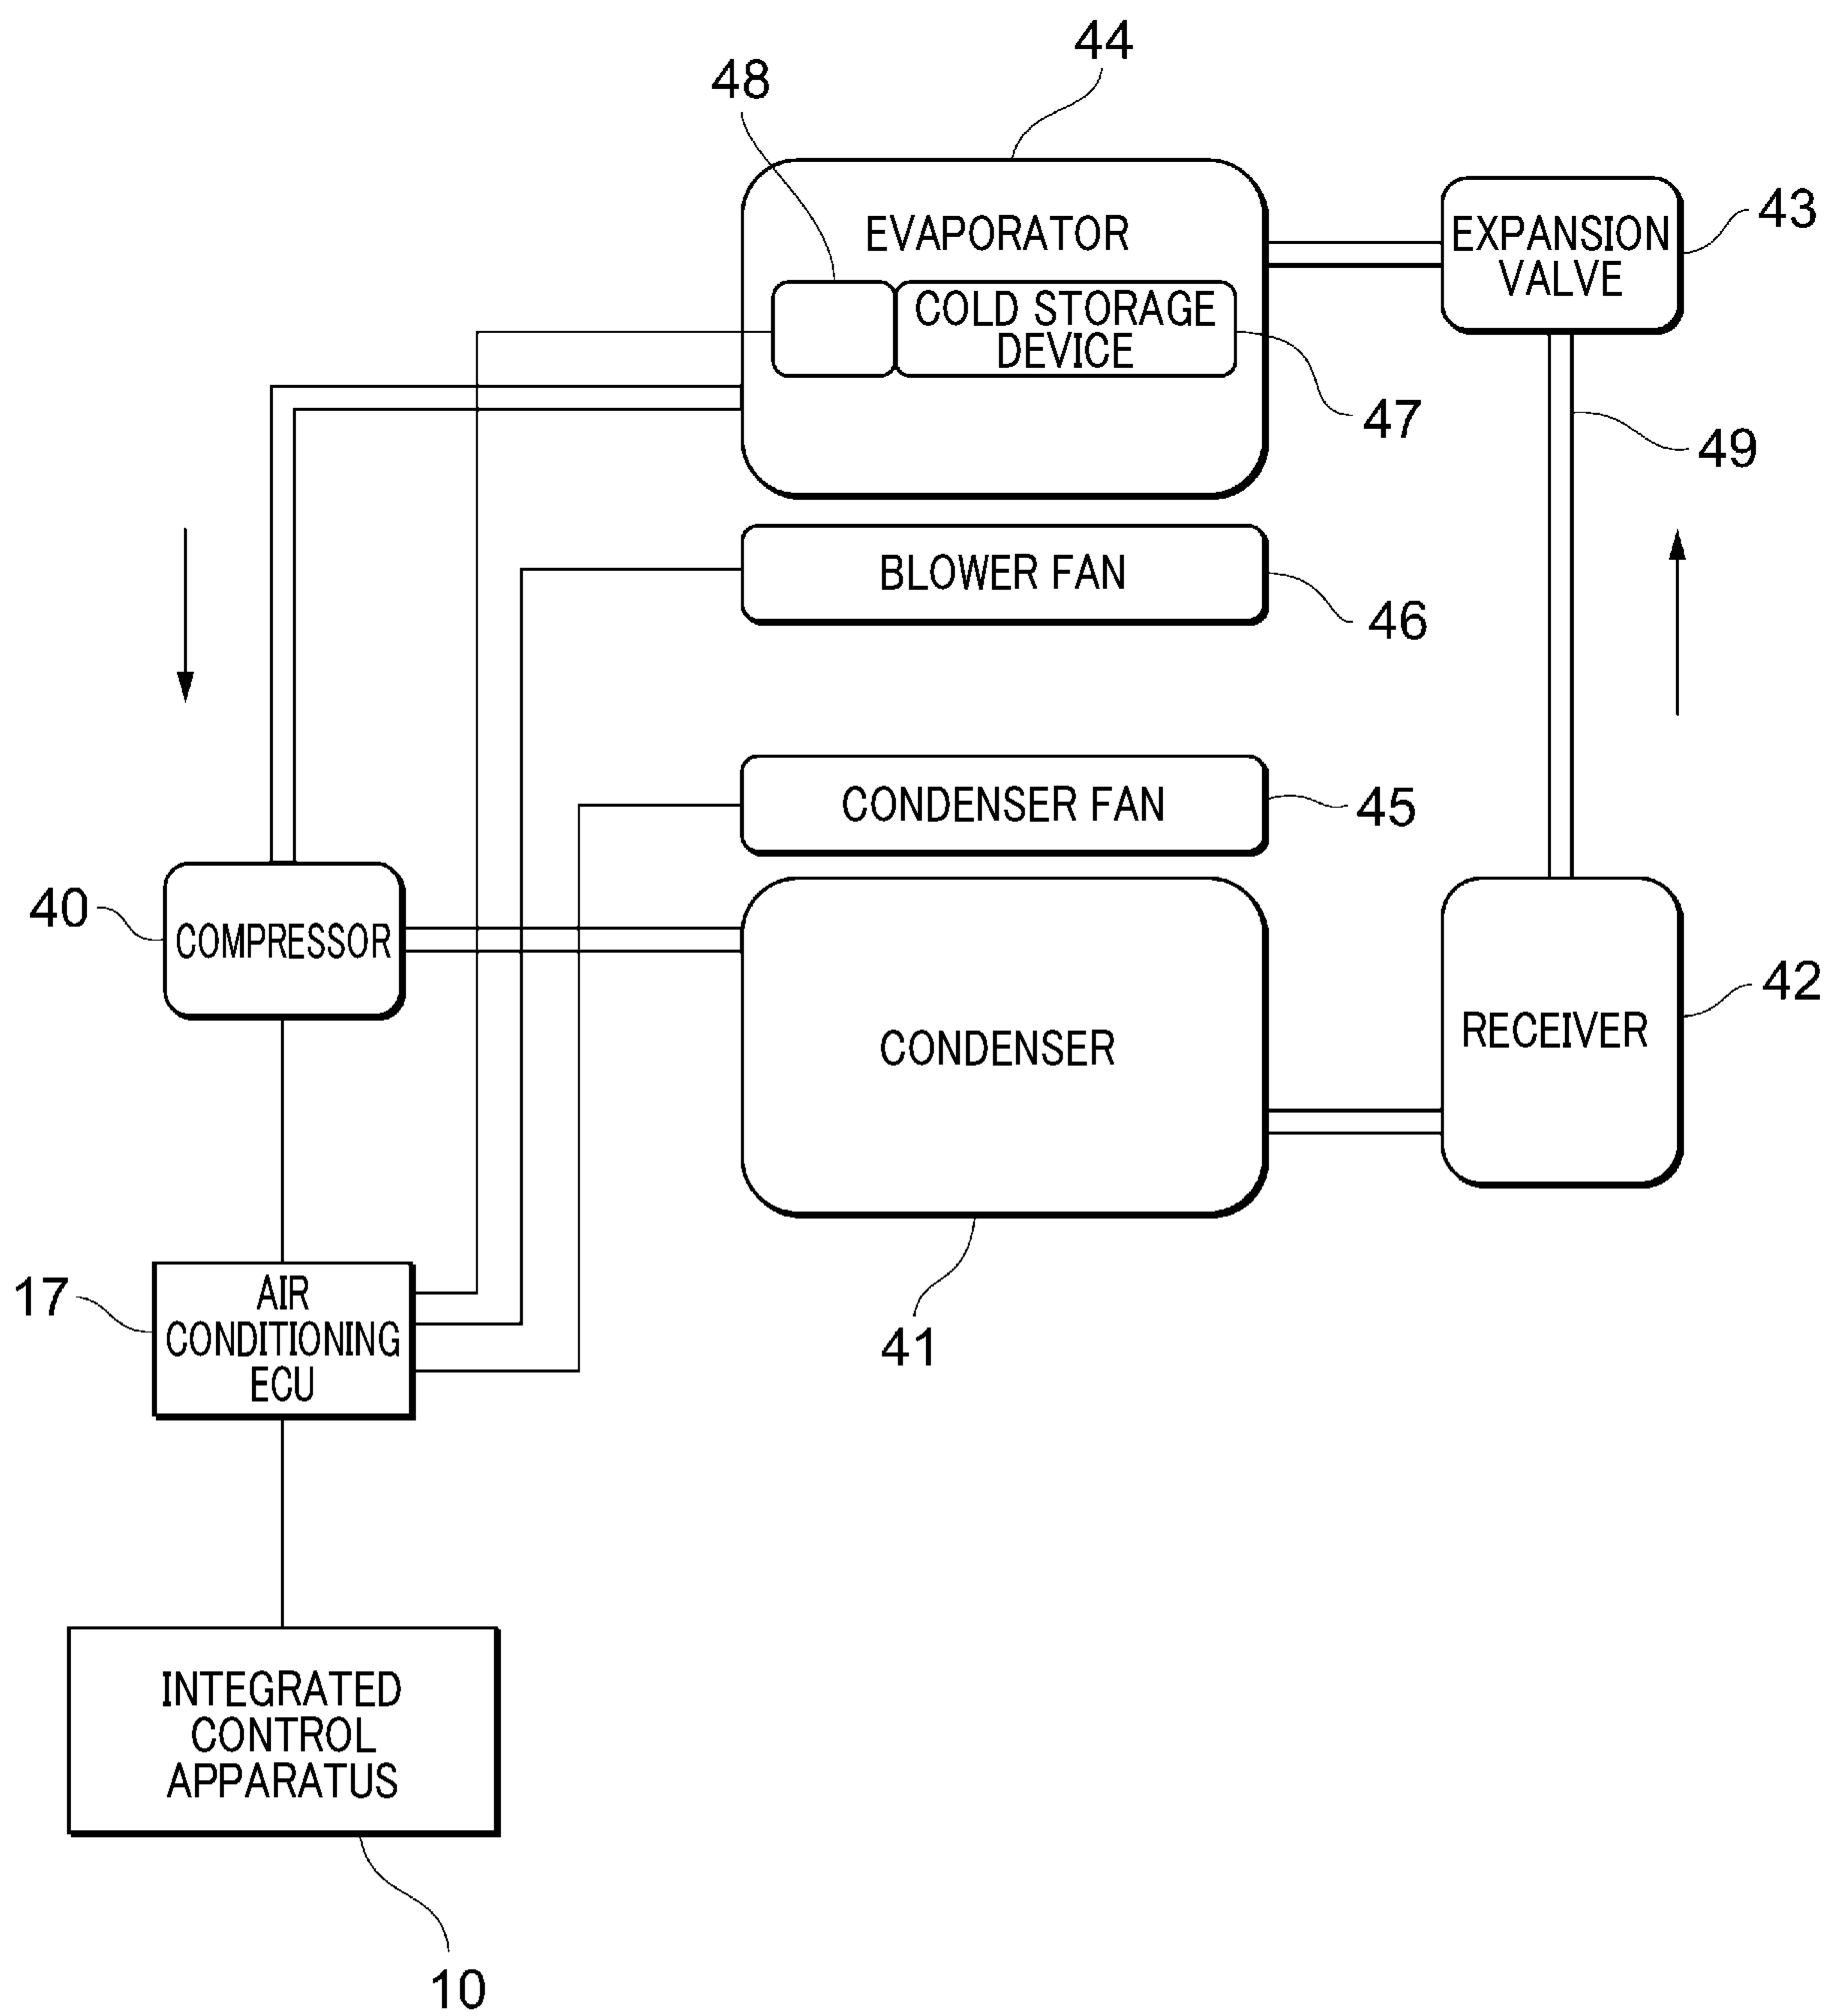 44
48
EVAPORATOR
EXPANSION
VALVE
43
COLD STORAGE
DEVICE
47
49
BLOWER FAN
46
CONDENSER FAN
45
40
COMPRESSOR
42
RECEIVER
CONDENSER
17
AIR
CONDITIONING
ECU
41
INTEGRATED
CONTROL
APPARATUS
10